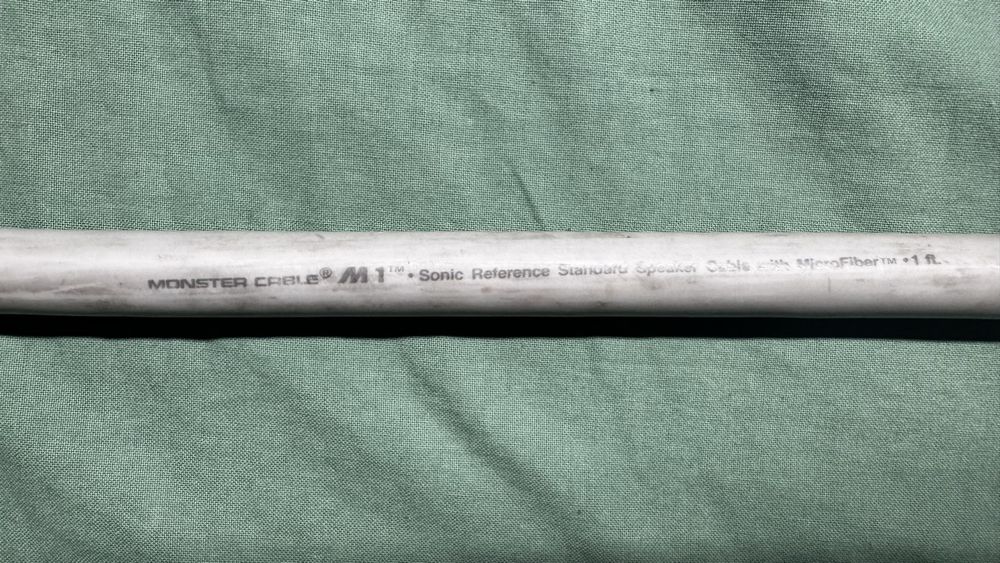 MONSTER CABLE® M1™ • Sonic Reference Standard Speaker Cable with MicroFiber™ • 1 ft.